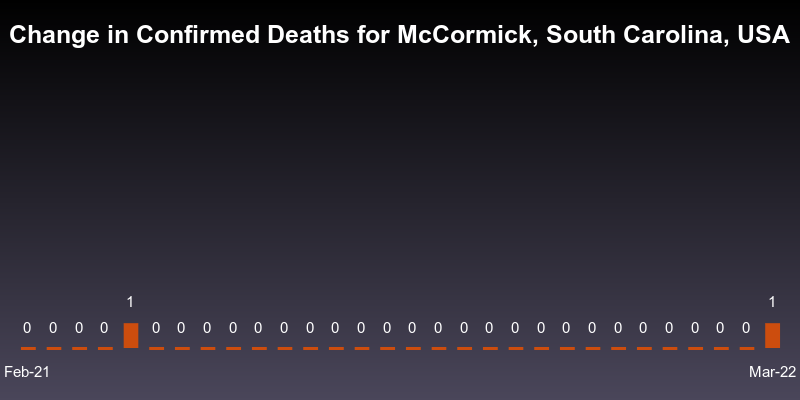 Change in Confirmed Deaths for McCormick, South Carolina, USA
1 1
0 0 0 0 0 0 0 0 0 0 0 0 0 0 0 0 0 0 0 0 0 0 0 0 0 0 0 0
Feb-21 Mar-22